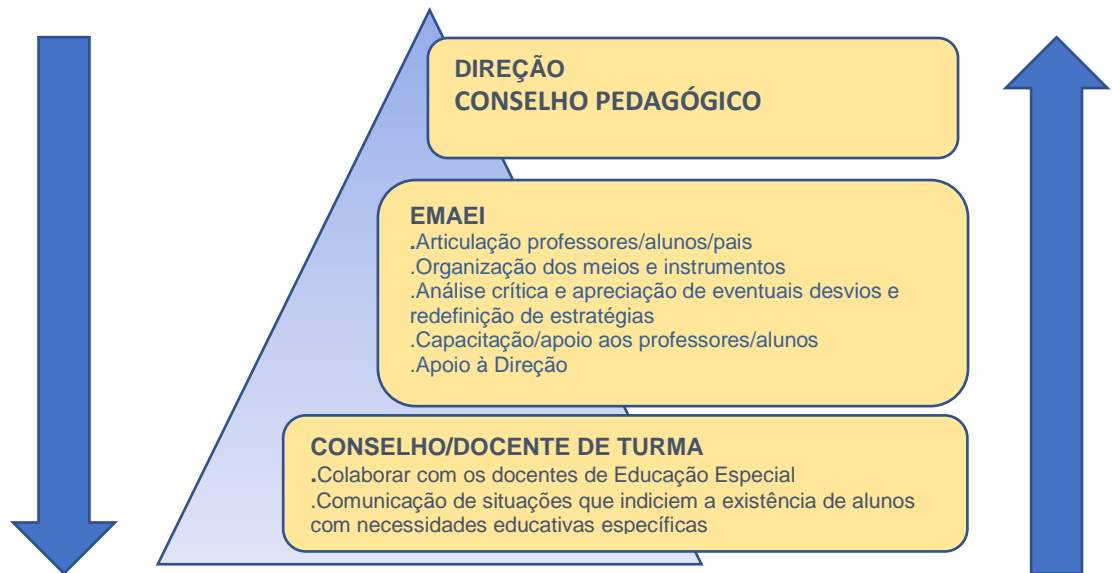 DIREÇÃO
CONSELHO PEDAGÓGICO
EMAEI
.Articulação professores/alunos/pais
.Organização dos meios e instrumentos
.Análise crítica e apreciação de eventuais desvios e
redefinição de estratégias
.Capacitação/apoio aos professores/alunos
.Apoio à Direção
CONSELHO/DOCENTE DE TURMA
.Colaborar com os docentes de Educação Especial
.Comunicação de situações que indiciem a existência de alunos
com necessidades educativas específicas